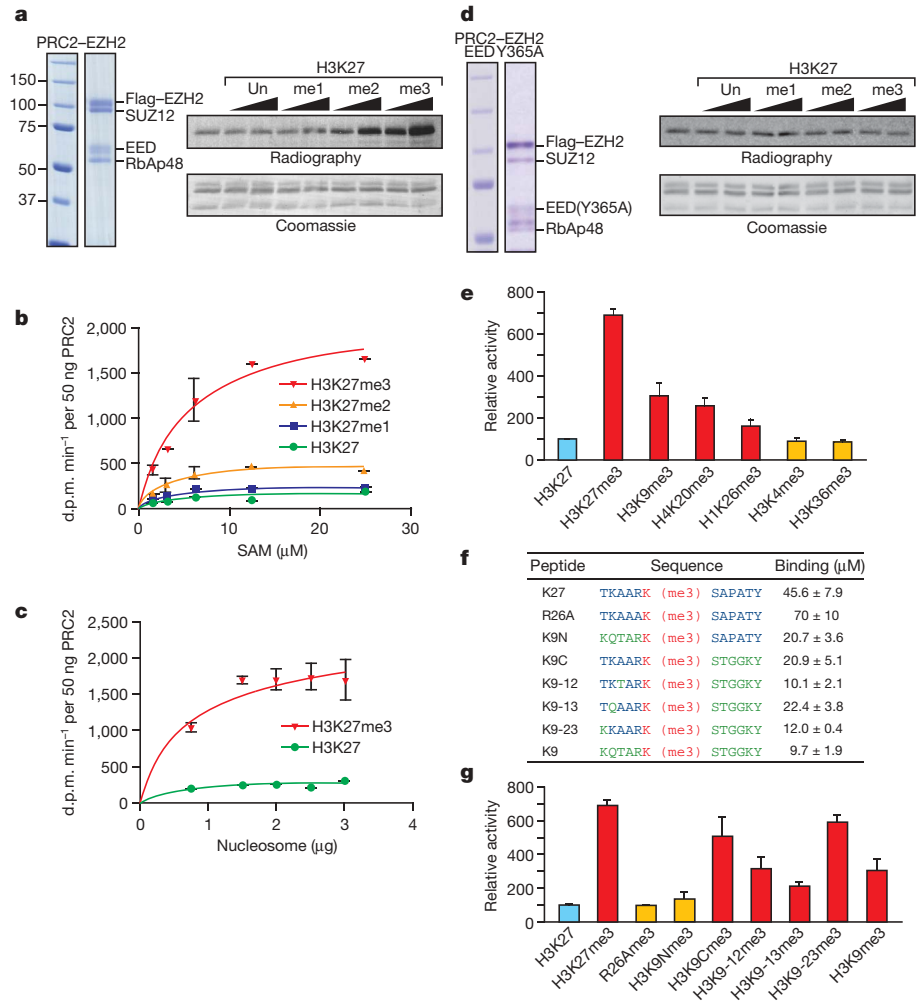 a
PRC2–EZH2
150
100
75
50
37
Flag–EZH2
SUZ12
EED
RbAp48
H3K27
Un me1 me2 me3
Radiography
Coomassie
b
d.p.m. min⁻¹ per 50 ng PRC2
2,000
1,500
1,000
500
0
H3K27me3
H3K27me2
H3K27me1
H3K27
0 10 20 30
SAM (μM)
c
d.p.m. min⁻¹ per 50 ng PRC2
2,500
2,000
1,500
1,000
500
0
H3K27me3
H3K27
0 1 2 3 4
Nucleosome (μg)
d
PRC2–EZH2
EEDY365A
Flag–EZH2
SUZ12
EED(Y365A)
RbAp48
H3K27
Un me1 me2 me3
Radiography
Coomassie
e
Relative activity
800
600
400
200
0
H3K27
H3K27me3
H3K9me3
H4K20me3
H1K26me3
H3K4me3
H3K36me3
f
Peptide Sequence Binding (μM)
K27 TKAARK (me3) SAPATY 45.6 ± 7.9
R26A TKAAAK (me3) SAPATY 70 ± 10
K9N KQTARK (me3) SAPATY 20.7 ± 3.6
K9C TKAARK (me3) STGGKY 20.9 ± 5.1
K9-12 TKTARK (me3) STGGKY 10.1 ± 2.1
K9-13 TQAARK (me3) STGGKY 22.4 ± 3.8
K9-23 KKAARK (me3) STGGKY 12.0 ± 0.4
K9 KQTARK (me3) STGGKY 9.7 ± 1.9
g
Relative activity
800
600
400
200
0
H3K27
H3K27me3
R26Ame3
H3K9Nme3
H3K9Cme3
H3K9-12me3
H3K9-13me3
H3K9-23me3
H3K9me3